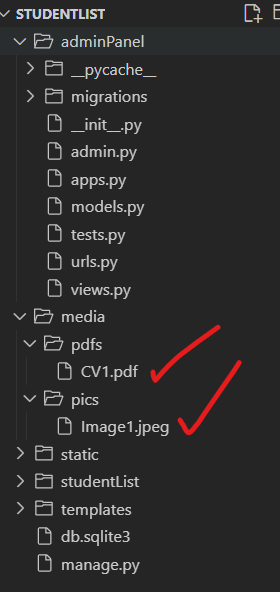 STUDENTLIST
adminPanel
__pycache__
migrations
__init__.py
admin.py
apps.py
models.py
tests.py
urls.py
views.py
media
pdfs
CV1.pdf
pics
Image1.jpeg
static
studentList
templates
db.sqlite3
manage.py